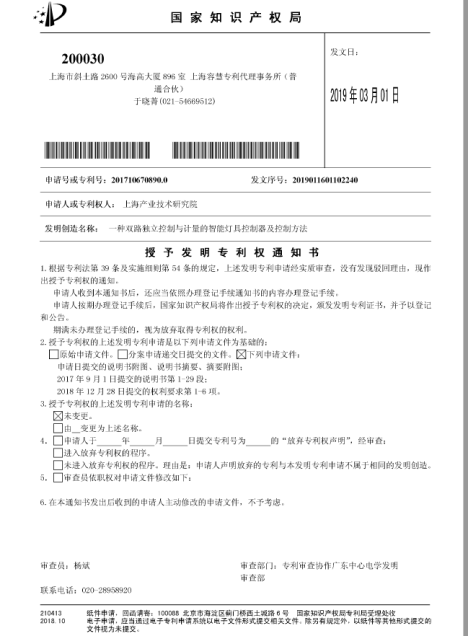 国家知识产权局
200030
上海市斜土路 2600 号海高大厦 896 室 上海容慧专利代理事务所（普
通合伙）
于晓菁(021-54669512)
发文日：
2019 年 03 月 01 日
申请号或专利号：201710670890.0
发文序号：2019011601102240
申请人或专利权人： 上海产业技术研究院
发明创造名称： 一种双路独立控制与计量的智能灯具控制器及控制方法
授 予 发 明 专 利 权 通 知 书
1.根据专利法第 39 条及实施细则第 54 条的规定，上述发明专利申请经实质审查，没有发现驳回理由，现作
出授予专利权的通知。
申请人收到本通知书后，还应当依照办理登记手续通知书的内容办理登记手续。
申请人按期办理登记手续后，国家知识产权局将作出授予专利权的决定，颁发发明专利证书，并予以登记
和公告。
期满未办理登记手续的，视为放弃取得专利权的权利。
2.授予专利权的上述发明专利申请是以下列申请文件为基础的：
□原始申请文件。□分案申请递交日提交的文件。☒下列申请文件：
申请日提交的说明书附图、说明书摘要、摘要附图；
2017 年 9 月 1 日提交的说明书第 1-29 段；
2018 年 12 月 28 日提交的权利要求第 1-6 项。
3.授予专利权的上述发明专利申请的名称：
☒未变更。
□由__变更为上述名称。
4. □申请人于____年____月____日提交专利号为____的“放弃专利权声明”，经审查：
□进入放弃专利权的程序。
□未进入放弃专利权的程序。理由是：申请人声明放弃的专利与本发明专利申请不属于相同的发明创造。
5. □审查员依职权对申请文件修改如下：
6.在本通知书发出后收到的申请人主动修改的申请文件，不予考虑。
审查员：杨斌
审查部门：专利审查协作广东中心电学发明
审查部
联系电话：020-28958920
210413 纸件申请，回函请寄：100088 北京市海淀区蓟门桥西土城路 6 号 国家知识产权局专利局受理处收
2018.10 电子申请，应当通过电子专利申请系统以电子文件形式提交相关文件。除另有规定外，以纸件等其他形式提交的
文件视为未提交。